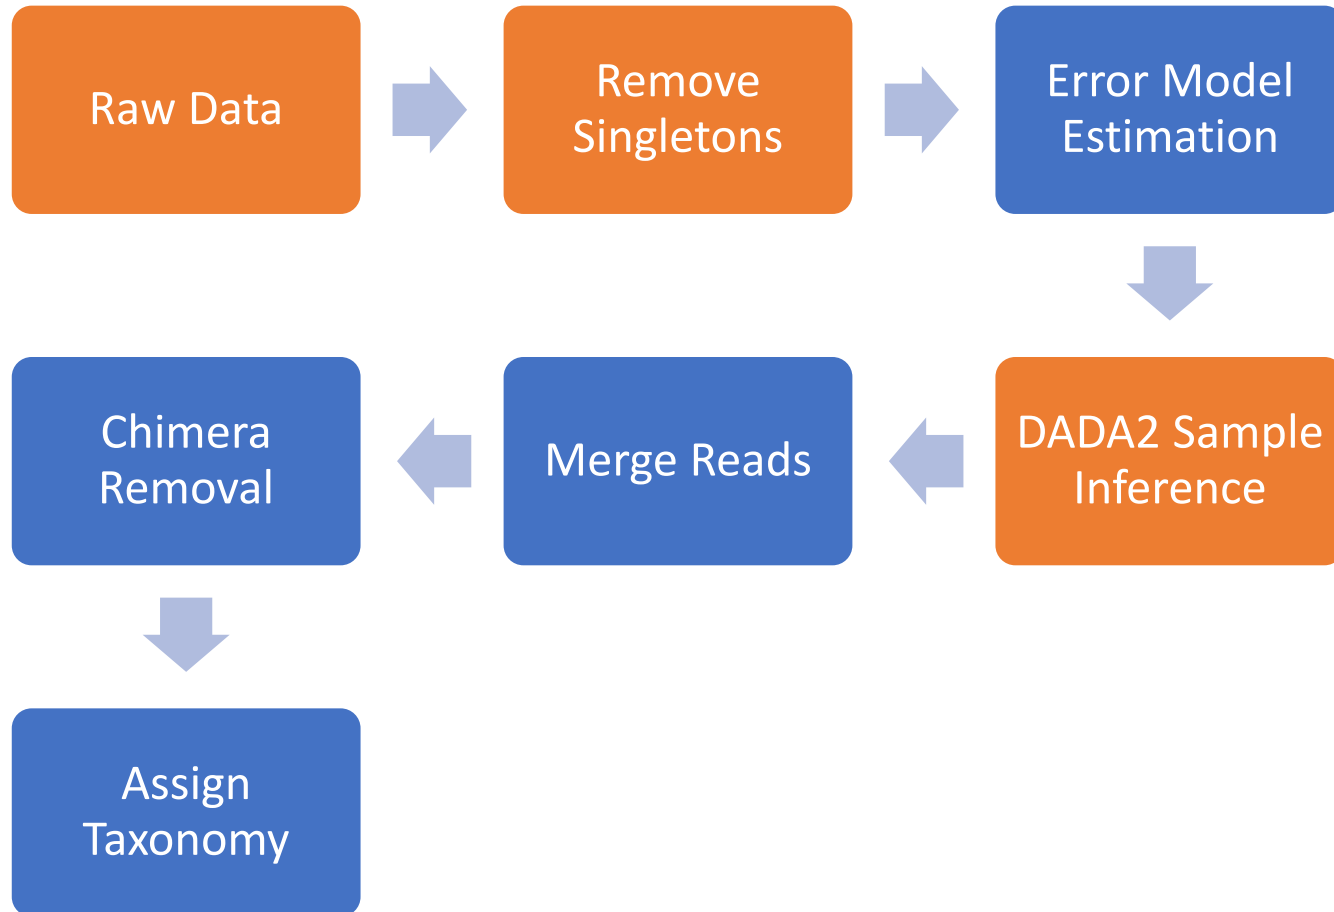 Raw Data
Remove
Singletons
Error Model
Estimation
DADA2 Sample
Inference
Merge Reads
Chimera
Removal
Assign
Taxonomy